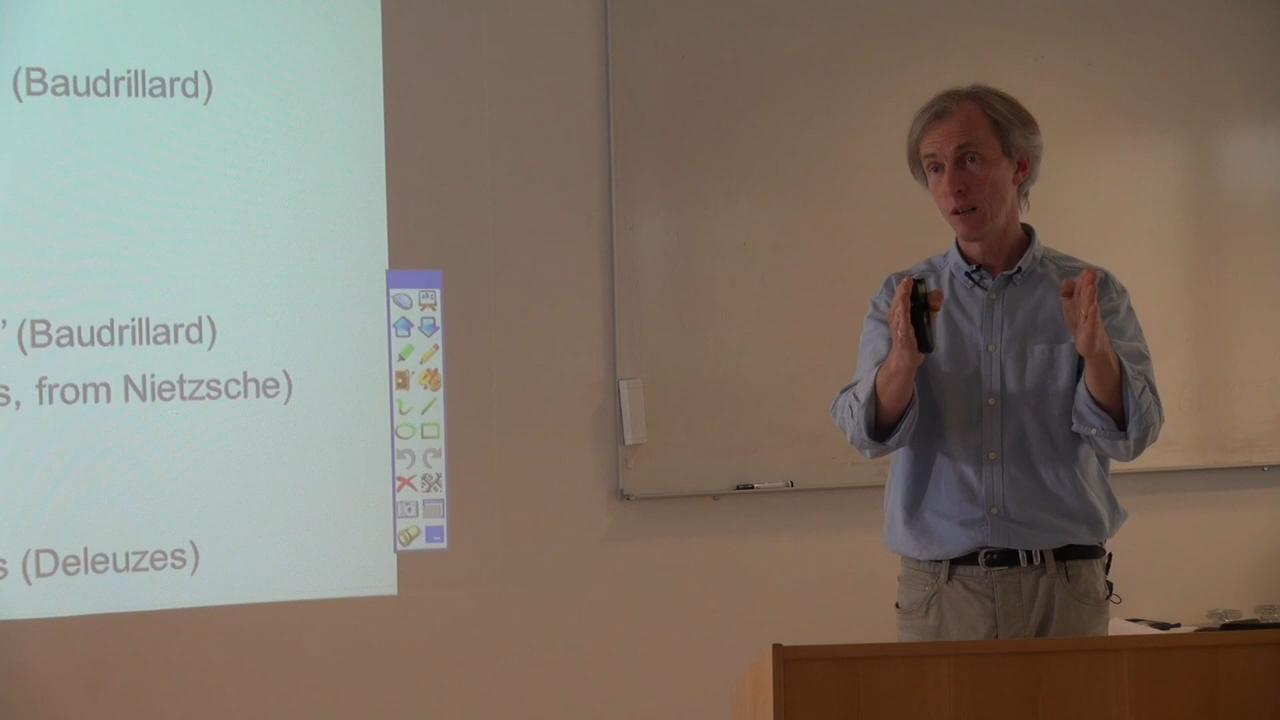 (Baudrillard)
’ (Baudrillard)
s, from Nietzsche)
s (Deleuzes)